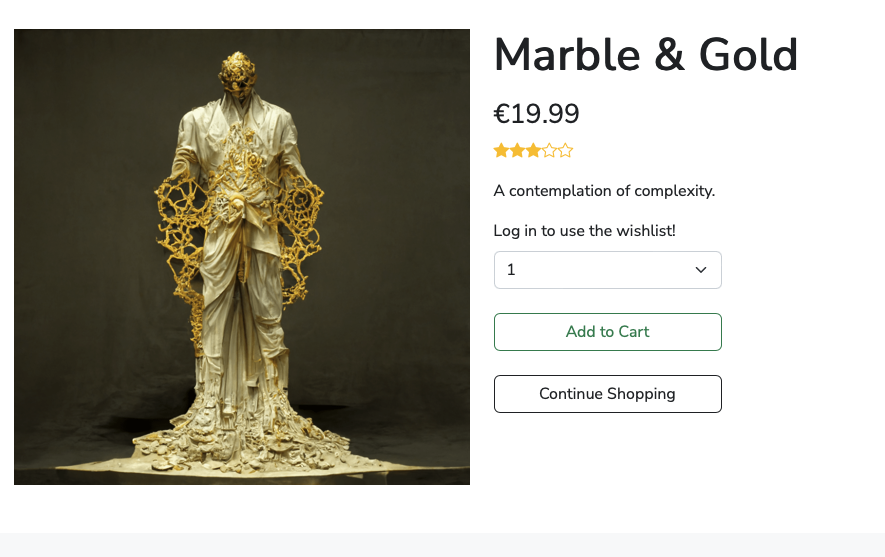 Marble & Gold
€19.99
A contemplation of complexity.
Log in to use the wishlist!
1
Add to Cart
Continue Shopping